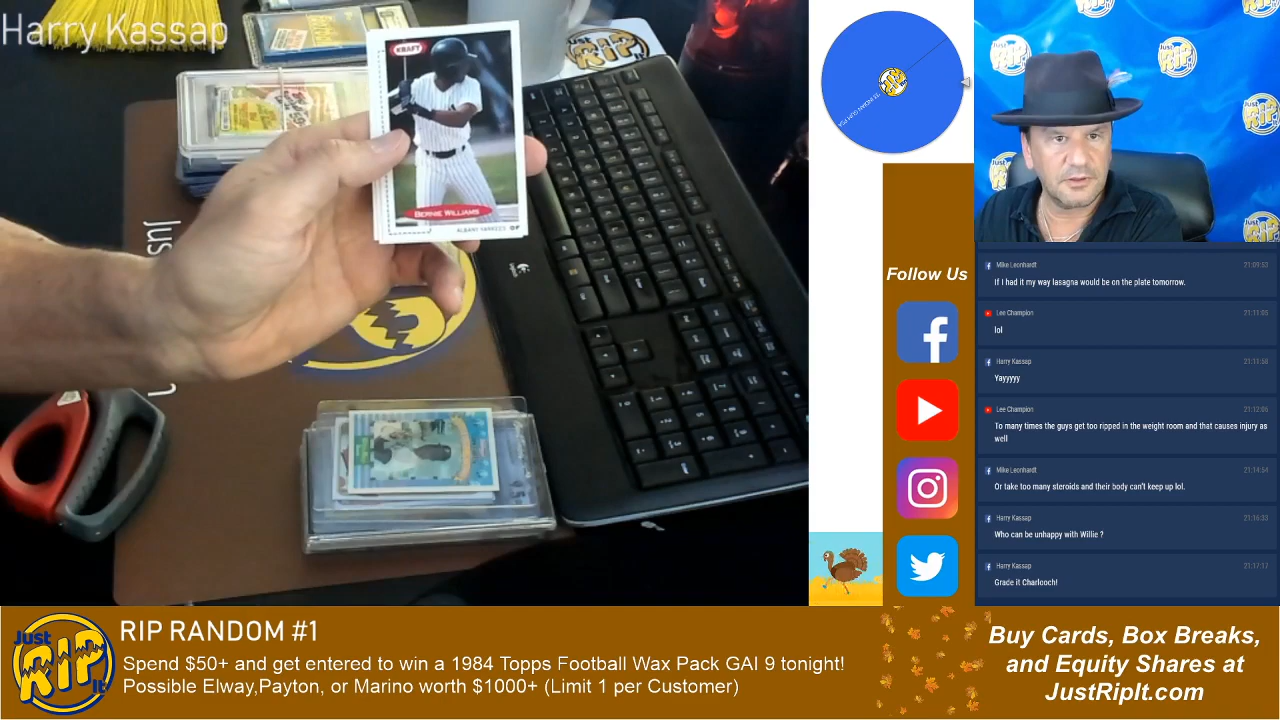 Harry Kassap
KRAFT
BERNIE WILLIAMS
ALBANY YANKEES OF
Follow Us
Mike Leonhardt
21:09:53
If I had it my way lasagna would be on the plate tomorrow.
Lee Champion
21:11:05
lol
Harry Kassap
21:11:58
Yayyyyy
Lee Champion
21:12:06
To many times the guys get too ripped in the weight room and that causes injury as
well
Mike Leonhardt
21:14:54
Or take too many steroids and their body can't keep up lol.
Harry Kassap
21:16:33
Who can be unhappy with Willie ?
Harry Kassap
21:17:17
Grade it Charlooch!
Just
RIP
It
RIP RANDOM #1
Spend $50+ and get entered to win a 1984 Topps Football Wax Pack GAI 9 tonight!
Possible Elway,Payton, or Marino worth $1000+ (Limit 1 per Customer)
Buy Cards, Box Breaks,
and Equity Shares at
JustRipIt.com